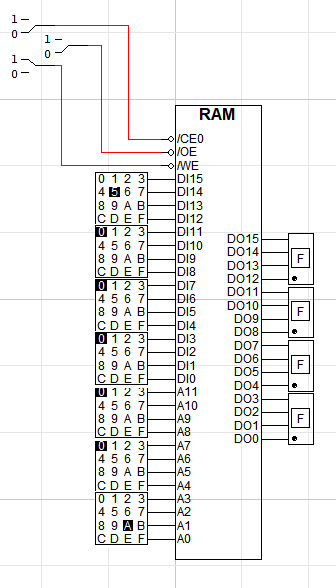 1
0
1
0
1
0
RAM
/CE0
/OE
/WE
0 1 2 3 DI15
4 5 6 7 DI14
8 9 A B DI13
C D E F DI12
0 1 2 3 DI11
4 5 6 7 DI10
8 9 A B DI9
C D E F DI8
0 1 2 3 DI7
4 5 6 7 DI6
8 9 A B DI5
C D E F DI4
0 1 2 3 DI3
4 5 6 7 DI2
8 9 A B DI1
C D E F DI0
0 1 2 3 A11
4 5 6 7 A10
8 9 A B A9
C D E F A8
0 1 2 3 A7
4 5 6 7 A6
8 9 A B A5
C D E F A4
0 1 2 3 A3
4 5 6 7 A2
8 9 A B A1
C D E F A0
DO15
DO14
DO13
DO12
F
DO11
DO10
DO9
DO8
F
DO7
DO6
DO5
DO4
F
DO3
DO2
DO1
DO0
F